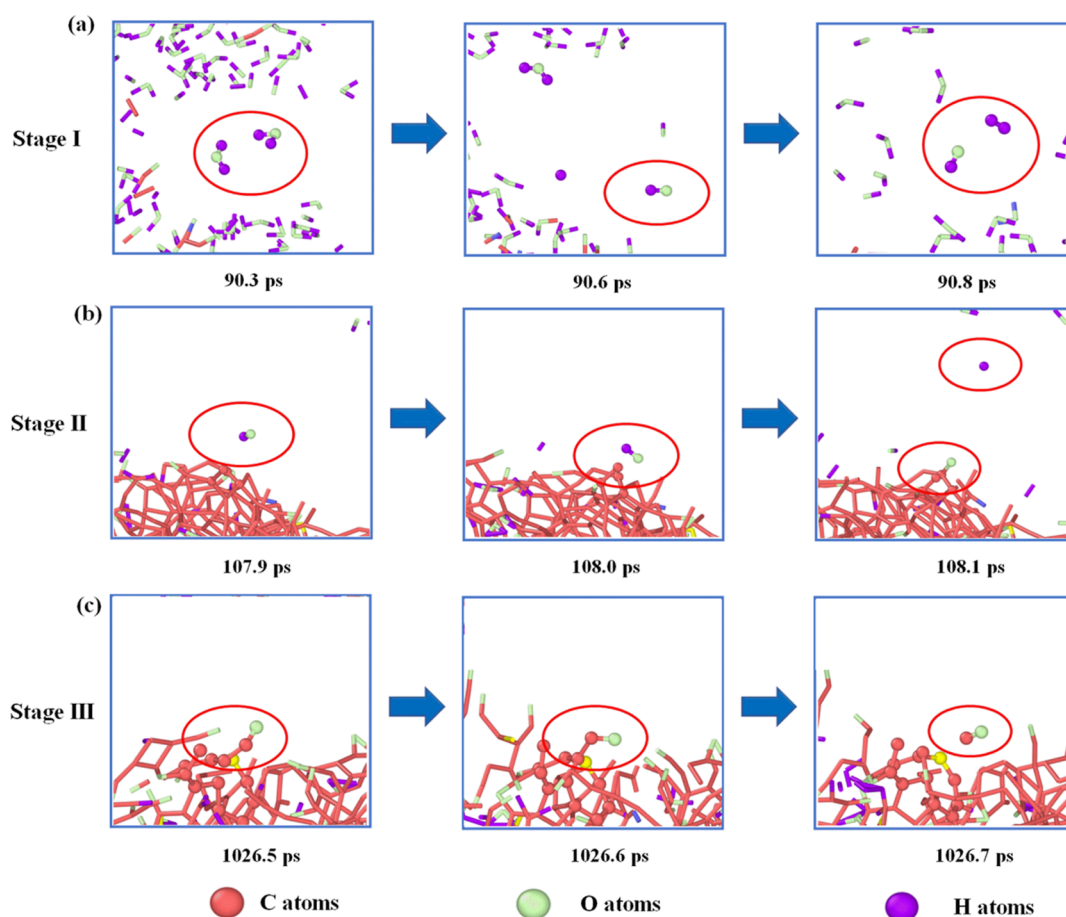 (a)
Stage I
90.3 ps
90.6 ps
90.8 ps
(b)
Stage II
107.9 ps
108.0 ps
108.1 ps
(c)
Stage III
1026.5 ps
1026.6 ps
1026.7 ps
C atoms
O atoms
H atoms